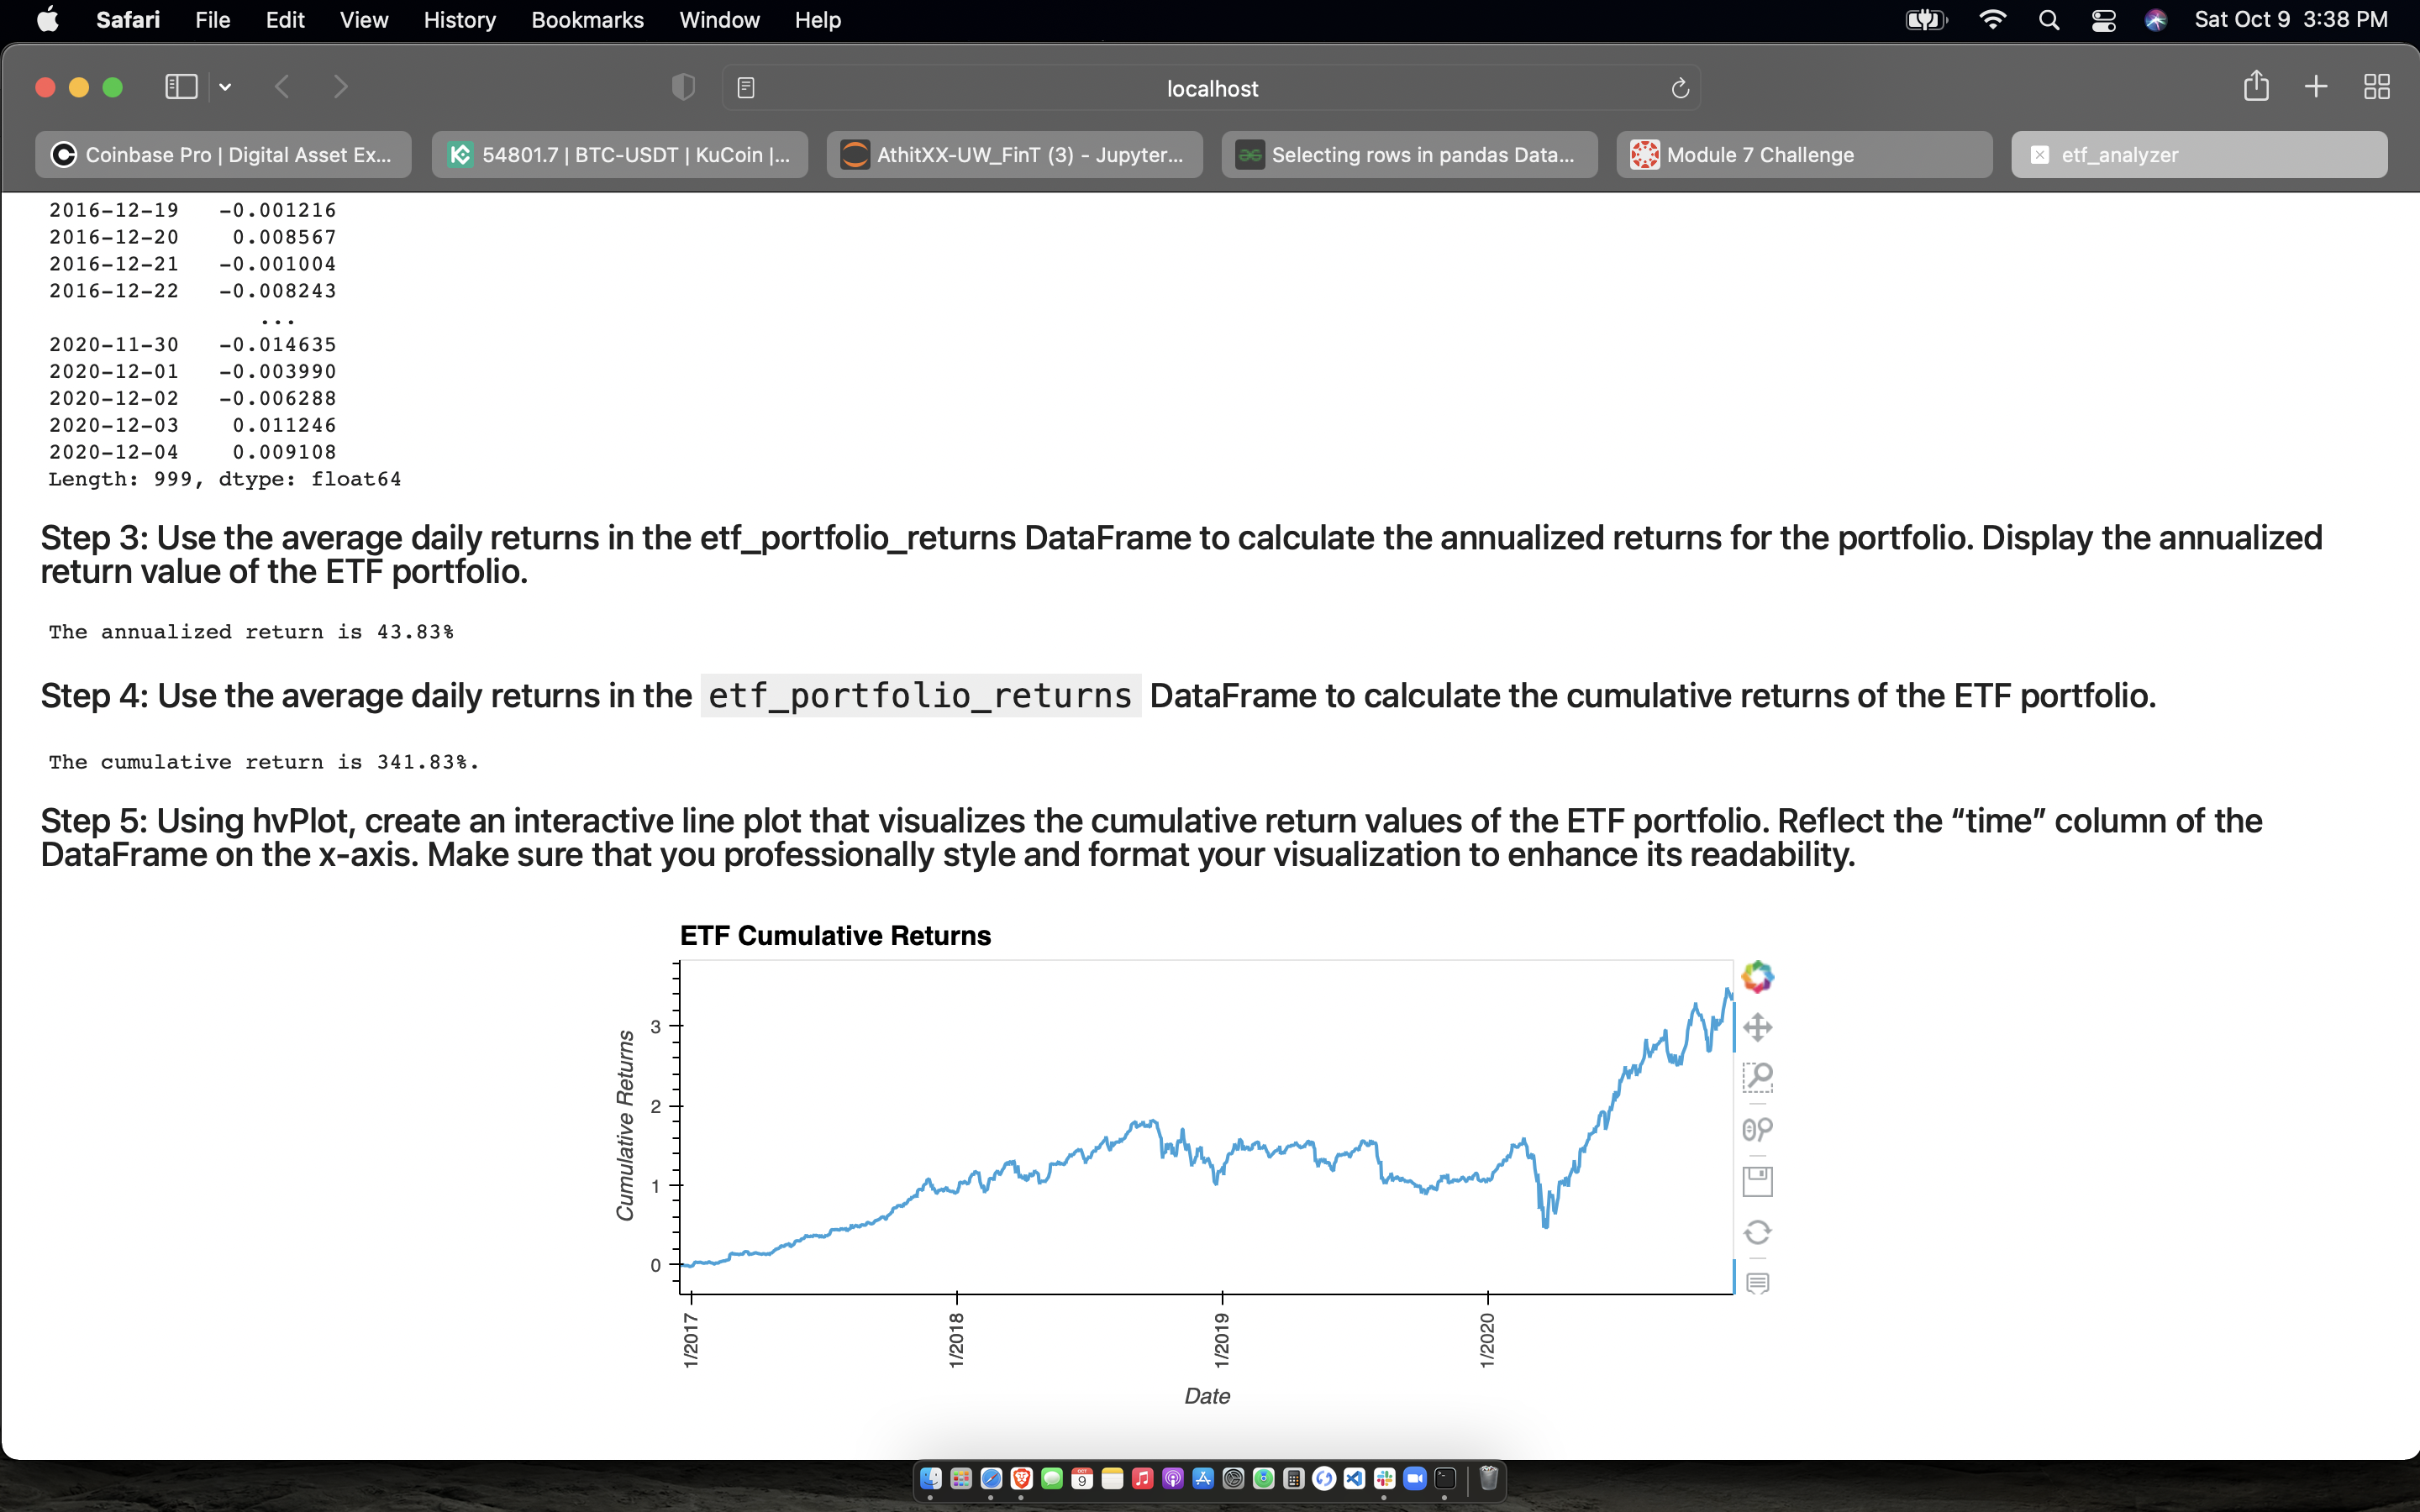 Safari File Edit View History Bookmarks Window Help Sat Oct 9 3:38 PM
localhost
Coinbase Pro | Digital Asset Ex... 54801.7 | BTC-USDT | KuCoin |... AthitXX-UW_FinT (3) - Jupyter... Selecting rows in pandas Data... Module 7 Challenge etf_analyzer
2016-12-19 -0.001216
2016-12-20 0.008567
2016-12-21 -0.001004
2016-12-22 -0.008243
...
2020-11-30 -0.014635
2020-12-01 -0.003990
2020-12-02 -0.006288
2020-12-03 0.011246
2020-12-04 0.009108
Length: 999, dtype: float64
Step 3: Use the average daily returns in the etf_portfolio_returns DataFrame to calculate the annualized returns for the portfolio. Display the annualized
return value of the ETF portfolio.
The annualized return is 43.83%
Step 4: Use the average daily returns in the etf_portfolio_returns DataFrame to calculate the cumulative returns of the ETF portfolio.
The cumulative return is 341.83%.
Step 5: Using hvPlot, create an interactive line plot that visualizes the cumulative return values of the ETF portfolio. Reflect the “time” column of the
DataFrame on the x-axis. Make sure that you professionally style and format your visualization to enhance its readability.
ETF Cumulative Returns
Cumulative Returns
3
2
1
0
1/2017 1/2018 1/2019 1/2020
Date
OCT
9